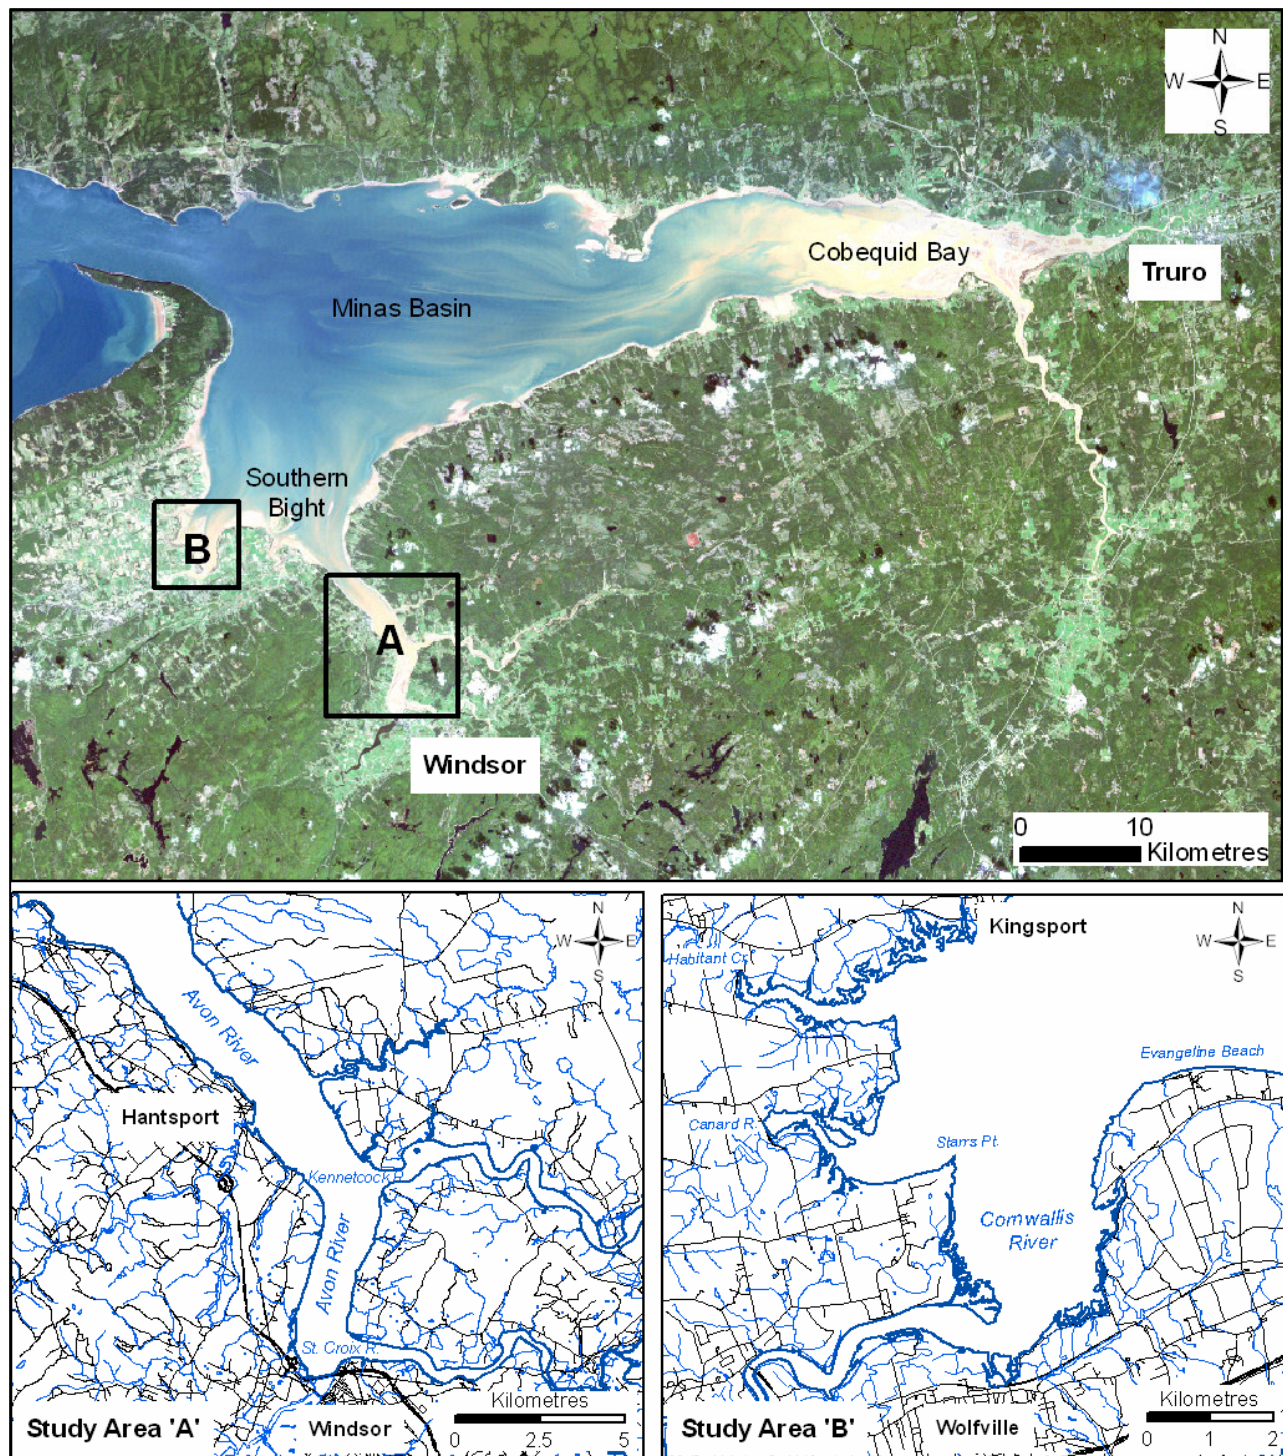 N
W E
S
Cobequid Bay
Truro
Minas Basin
Southern
Bight
B
A
Windsor
0 10
Kilometres
N
W E
S
Avon River
Hantsport
Kennetcook R.
Avon River
St. Croix R.
Kilometres
0 2.5 5
Study Area 'A'
Windsor
Kingsport
N
W E
S
Habitant Cr.
Evangeline Beach
Canard R.
Starrs Pt.
Cornwallis
River
Kilometres
0 1 2
Study Area 'B'
Wolfville